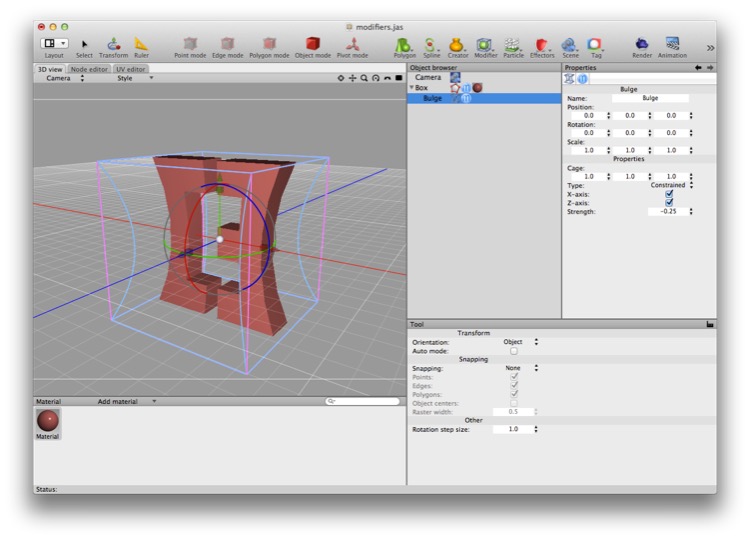 modifiers.jas
Layout Select Transform Ruler Point mode Edge mode Polygon mode Object mode Pivot mode Polygon Spline Creator Modifier Particle Effectors Scene Tag Render Animation
3D view Node editor UV editor
Camera Style
Object browser
Camera
Box
Bulge
Properties
Bulge
Name: Bulge
Position:
0.0 0.0 0.0
Rotation:
0.0 0.0 0.0
Scale:
1.0 1.0 1.0
Properties
Cage:
1.0 1.0 1.0
Type: Constrained
X-axis:
Z-axis:
Strength: -0.25
Tool
Transform
Orientation: Object
Auto mode:
Snapping
Snapping: None
Points:
Edges:
Polygons:
Object centers:
Raster width: 0.5
Other
Rotation step size: 1.0
Material Add material
Material
Status: